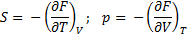 S = −(∂F/∂T)_V ; p = −(∂F/∂V)_T